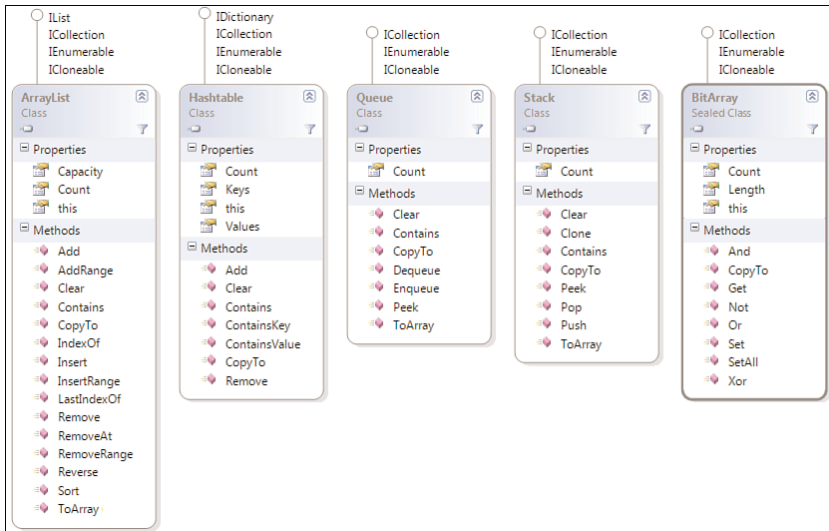 IList
ICollection
IEnumerable
ICloneable
ArrayList
Class
Properties
Capacity
Count
this
Methods
Add
AddRange
Clear
Contains
CopyTo
IndexOf
Insert
InsertRange
LastIndexOf
Remove
RemoveAt
RemoveRange
Reverse
Sort
ToArray
IDictionary
ICollection
IEnumerable
ICloneable
Hashtable
Class
Properties
Count
Keys
this
Values
Methods
Add
Clear
Contains
ContainsKey
ContainsValue
CopyTo
Remove
ICollection
IEnumerable
ICloneable
Queue
Class
Properties
Count
Methods
Clear
Contains
CopyTo
Dequeue
Enqueue
Peek
ToArray
ICollection
IEnumerable
ICloneable
Stack
Class
Properties
Count
Methods
Clear
Clone
Contains
CopyTo
Peek
Pop
Push
ToArray
ICollection
IEnumerable
ICloneable
BitArray
Sealed Class
Properties
Count
Length
this
Methods
And
CopyTo
Get
Not
Or
Set
SetAll
Xor